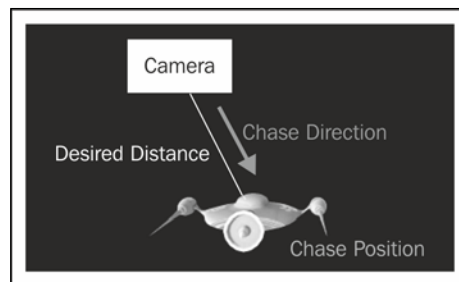 Camera
Chase Direction
Desired Distance
Chase Position